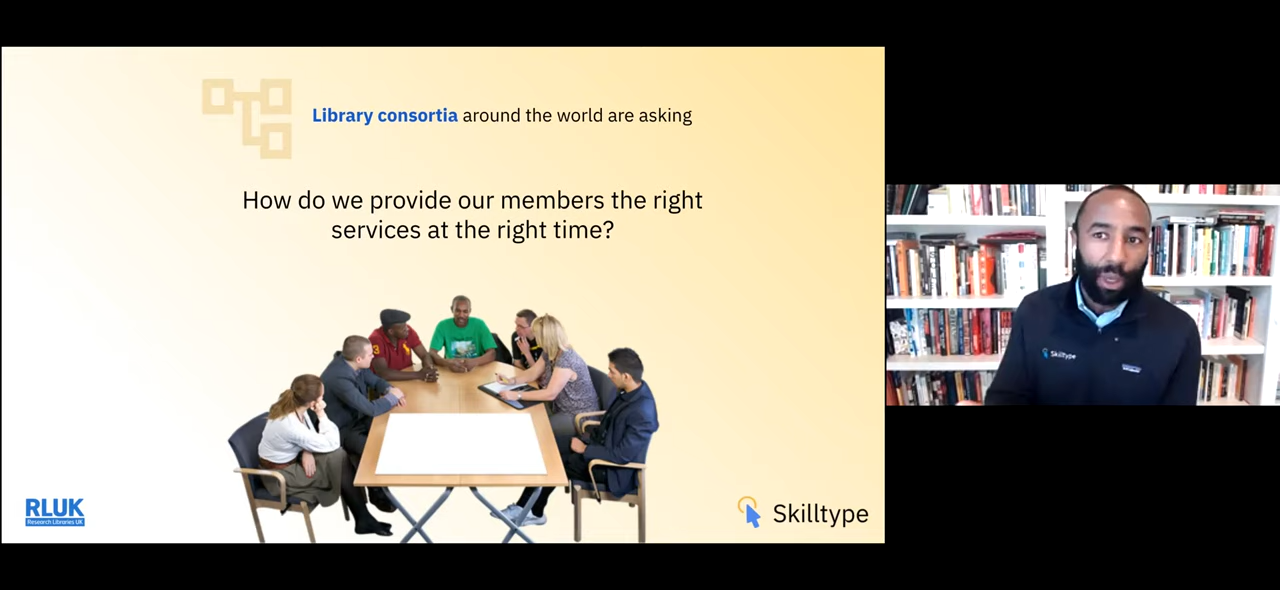 Library consortia around the world are asking
How do we provide our members the right
services at the right time?
RLUK
Research Libraries UK
Skilltype
Skilltype